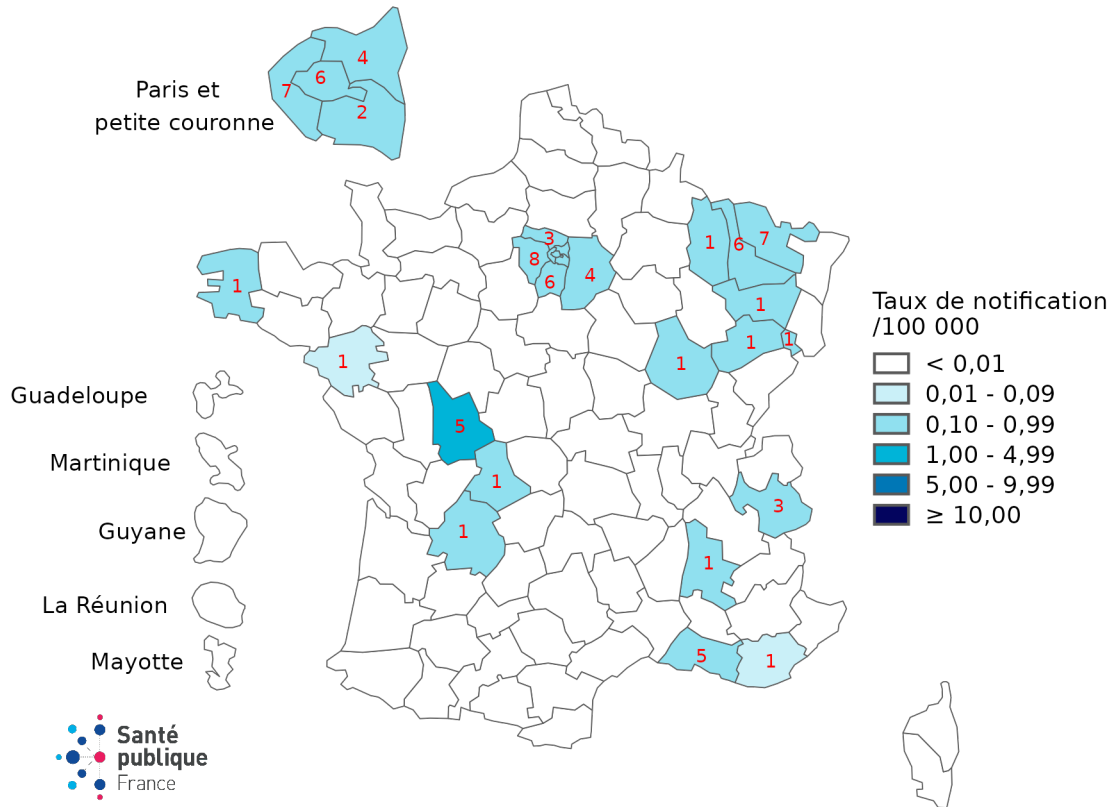 4
6
7
Paris et
petite couronne
2
3
1
6
7
8
4
1
6
1
Taux de notification
/100 000
1
1
1
1
< 0,01
Guadeloupe
0,01 - 0,09
5
0,10 - 0,99
Martinique
1,00 - 4,99
1
5,00 - 9,99
3
≥ 10,00
Guyane
1
1
La Réunion
Mayotte
5
1
Santé
publique
France